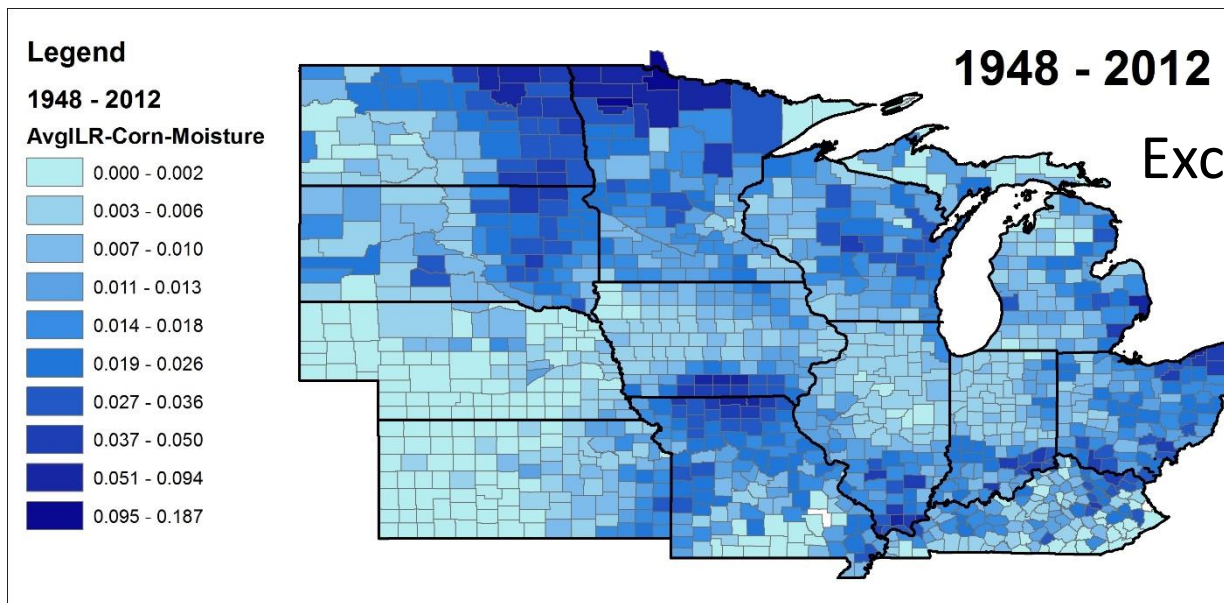 Legend
1948 - 2012
AvgILR-Corn-Moisture
0.000 - 0.002
0.003 - 0.006
0.007 - 0.010
0.011 - 0.013
0.014 - 0.018
0.019 - 0.026
0.027 - 0.036
0.037 - 0.050
0.051 - 0.094
0.095 - 0.187
1948 - 2012
Exc